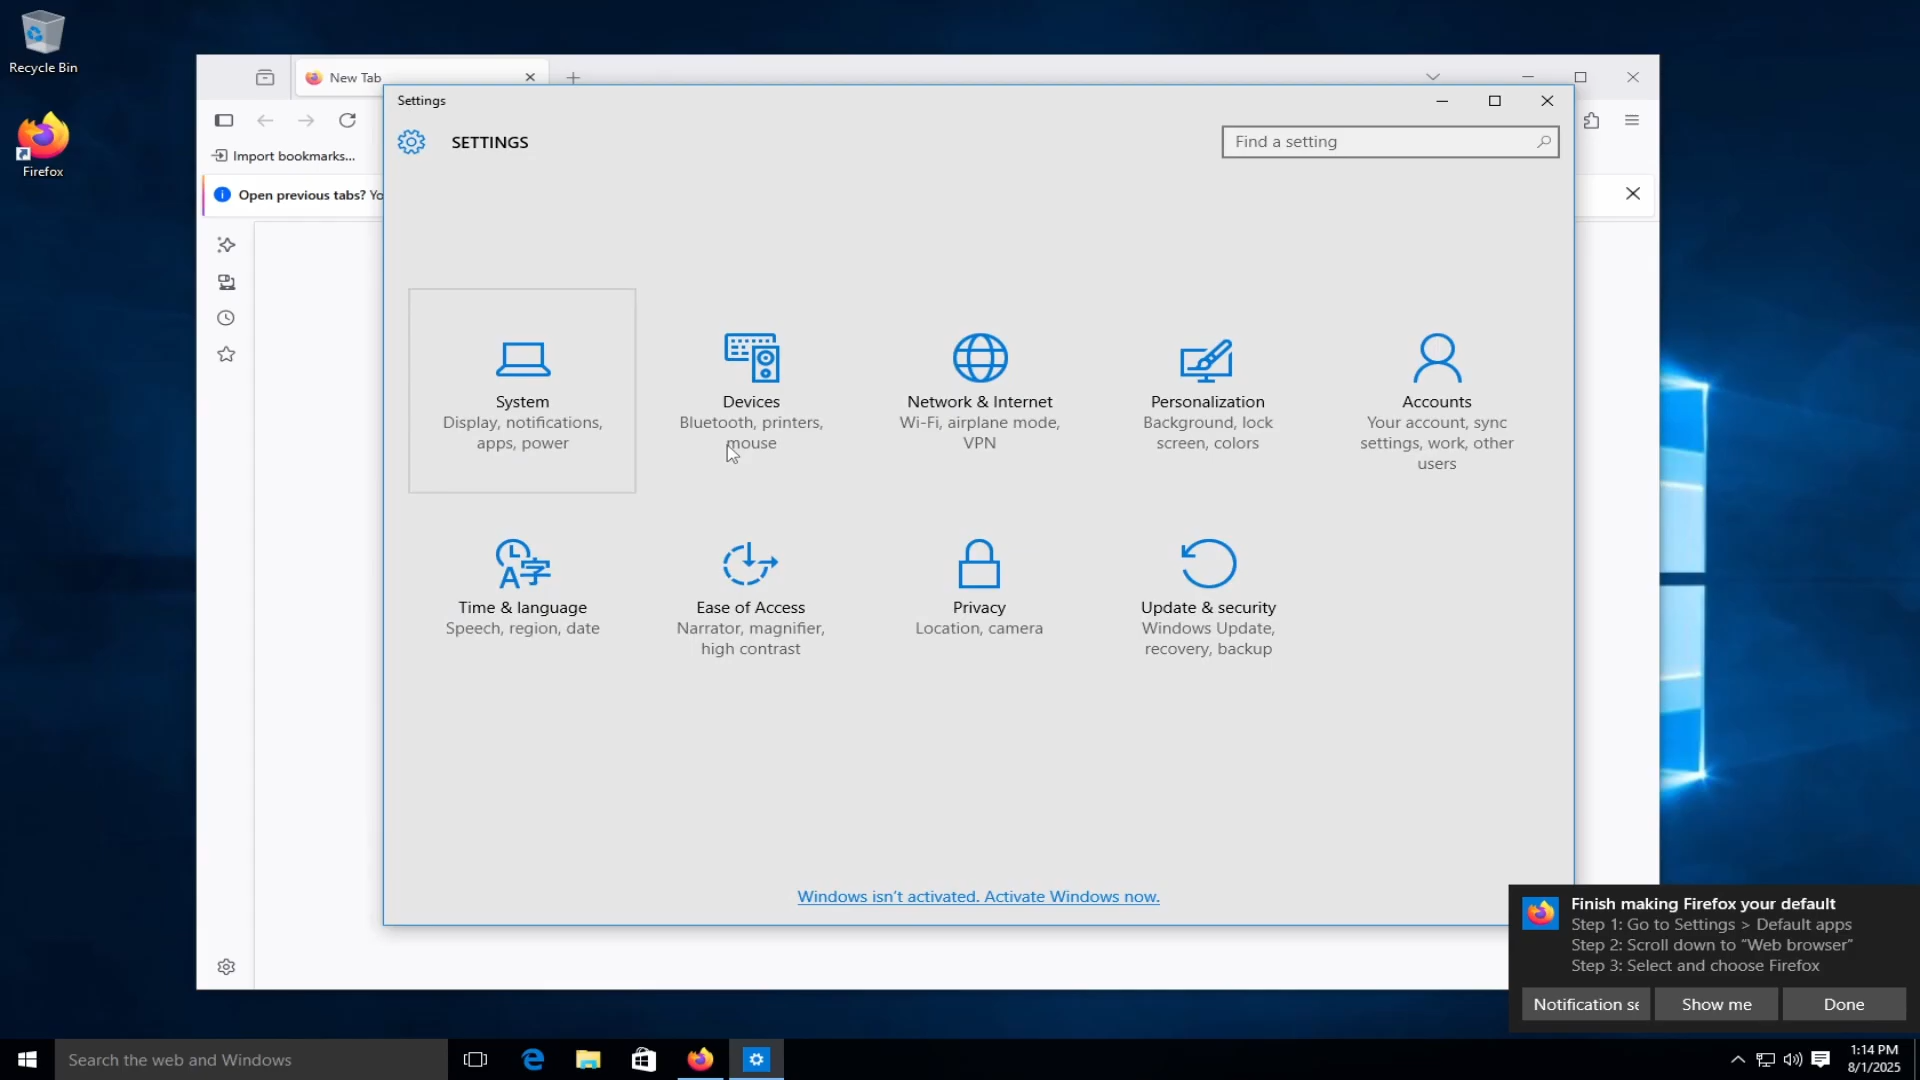 Recycle Bin
Firefox
New Tab
Import bookmarks...
Open previous tabs? Yo
Settings
SETTINGS
Find a setting
System
Display, notifications,
apps, power
Devices
Bluetooth, printers,
mouse
Network & Internet
Wi-Fi, airplane mode,
VPN
Personalization
Background, lock
screen, colors
Accounts
Your account, sync
settings, work, other
users
Time & language
Speech, region, date
Ease of Access
Narrator, magnifier,
high contrast
Privacy
Location, camera
Update & security
Windows Update,
recovery, backup
Windows isn't activated. Activate Windows now.
Finish making Firefox your default
Step 1: Go to Settings > Default apps
Step 2: Scroll down to “Web browser”
Step 3: Select and choose Firefox
Notification se
Show me
Done
Search the web and Windows
1:14 PM
8/1/2025